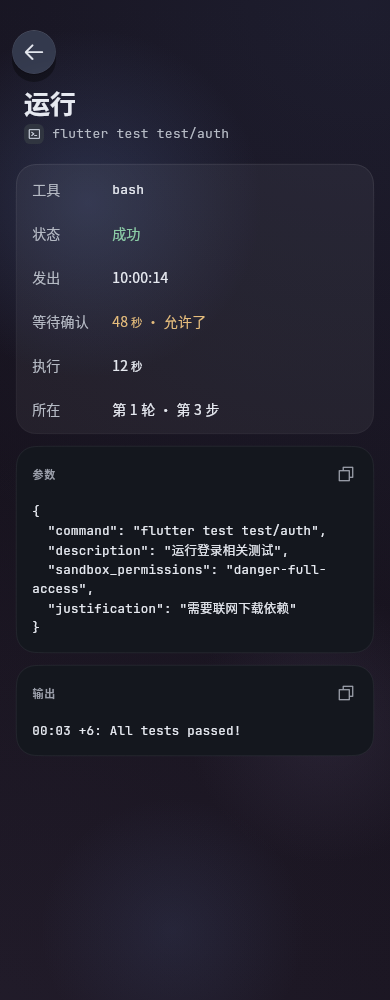 运行
flutter test test/auth
工具 bash
状态 成功
发出 10:00:14
等待确认 48 秒 · 允许了
执行 12 秒
所在 第 1 轮 · 第 3 步
参数
{
  "command": "flutter test test/auth",
  "description": "运行登录相关测试",
  "sandbox_permissions": "danger-full-
access",
  "justification": "需要联网下载依赖"
}
输出
00:03 +6: All tests passed!